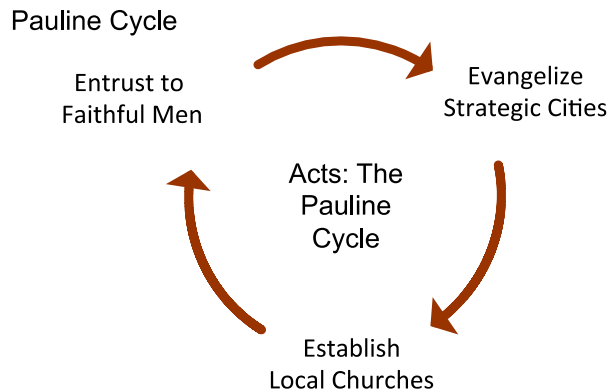 Pauline Cycle
Entrust to
Faithful Men
Evangelize
Strategic Cities
Acts: The
Pauline
Cycle
Establish
Local Churches